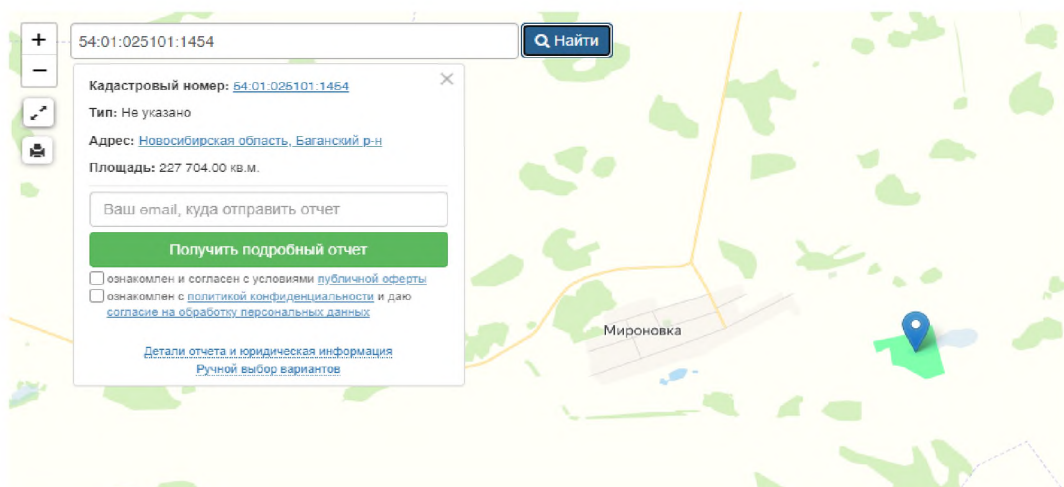 +
54:01:025101:1454
Найти
−
Кадастровый номер: 54:01:025101:1454
×
Тип: Не указано
Адрес: Новосибирская область, Баганский р-н
Площадь: 227 704.00 кв.м.
Ваш email, куда отправить отчет
Получить подробный отчет
ознакомлен и согласен с условиями публичной оферты
ознакомлен с политикой конфиденциальности и даю
согласие на обработку персональных данных
Мироновка
Детали отчета и юридическая информация
Ручной выбор вариантов